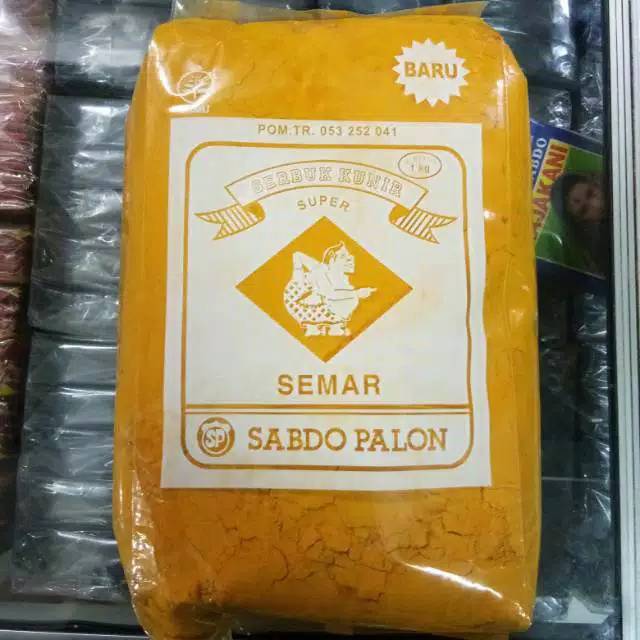 BARU
POM:TR. 053 252 041
1 KG
SERBUK KUNIR
SUPER
SEMAR
SP SABDO PALON